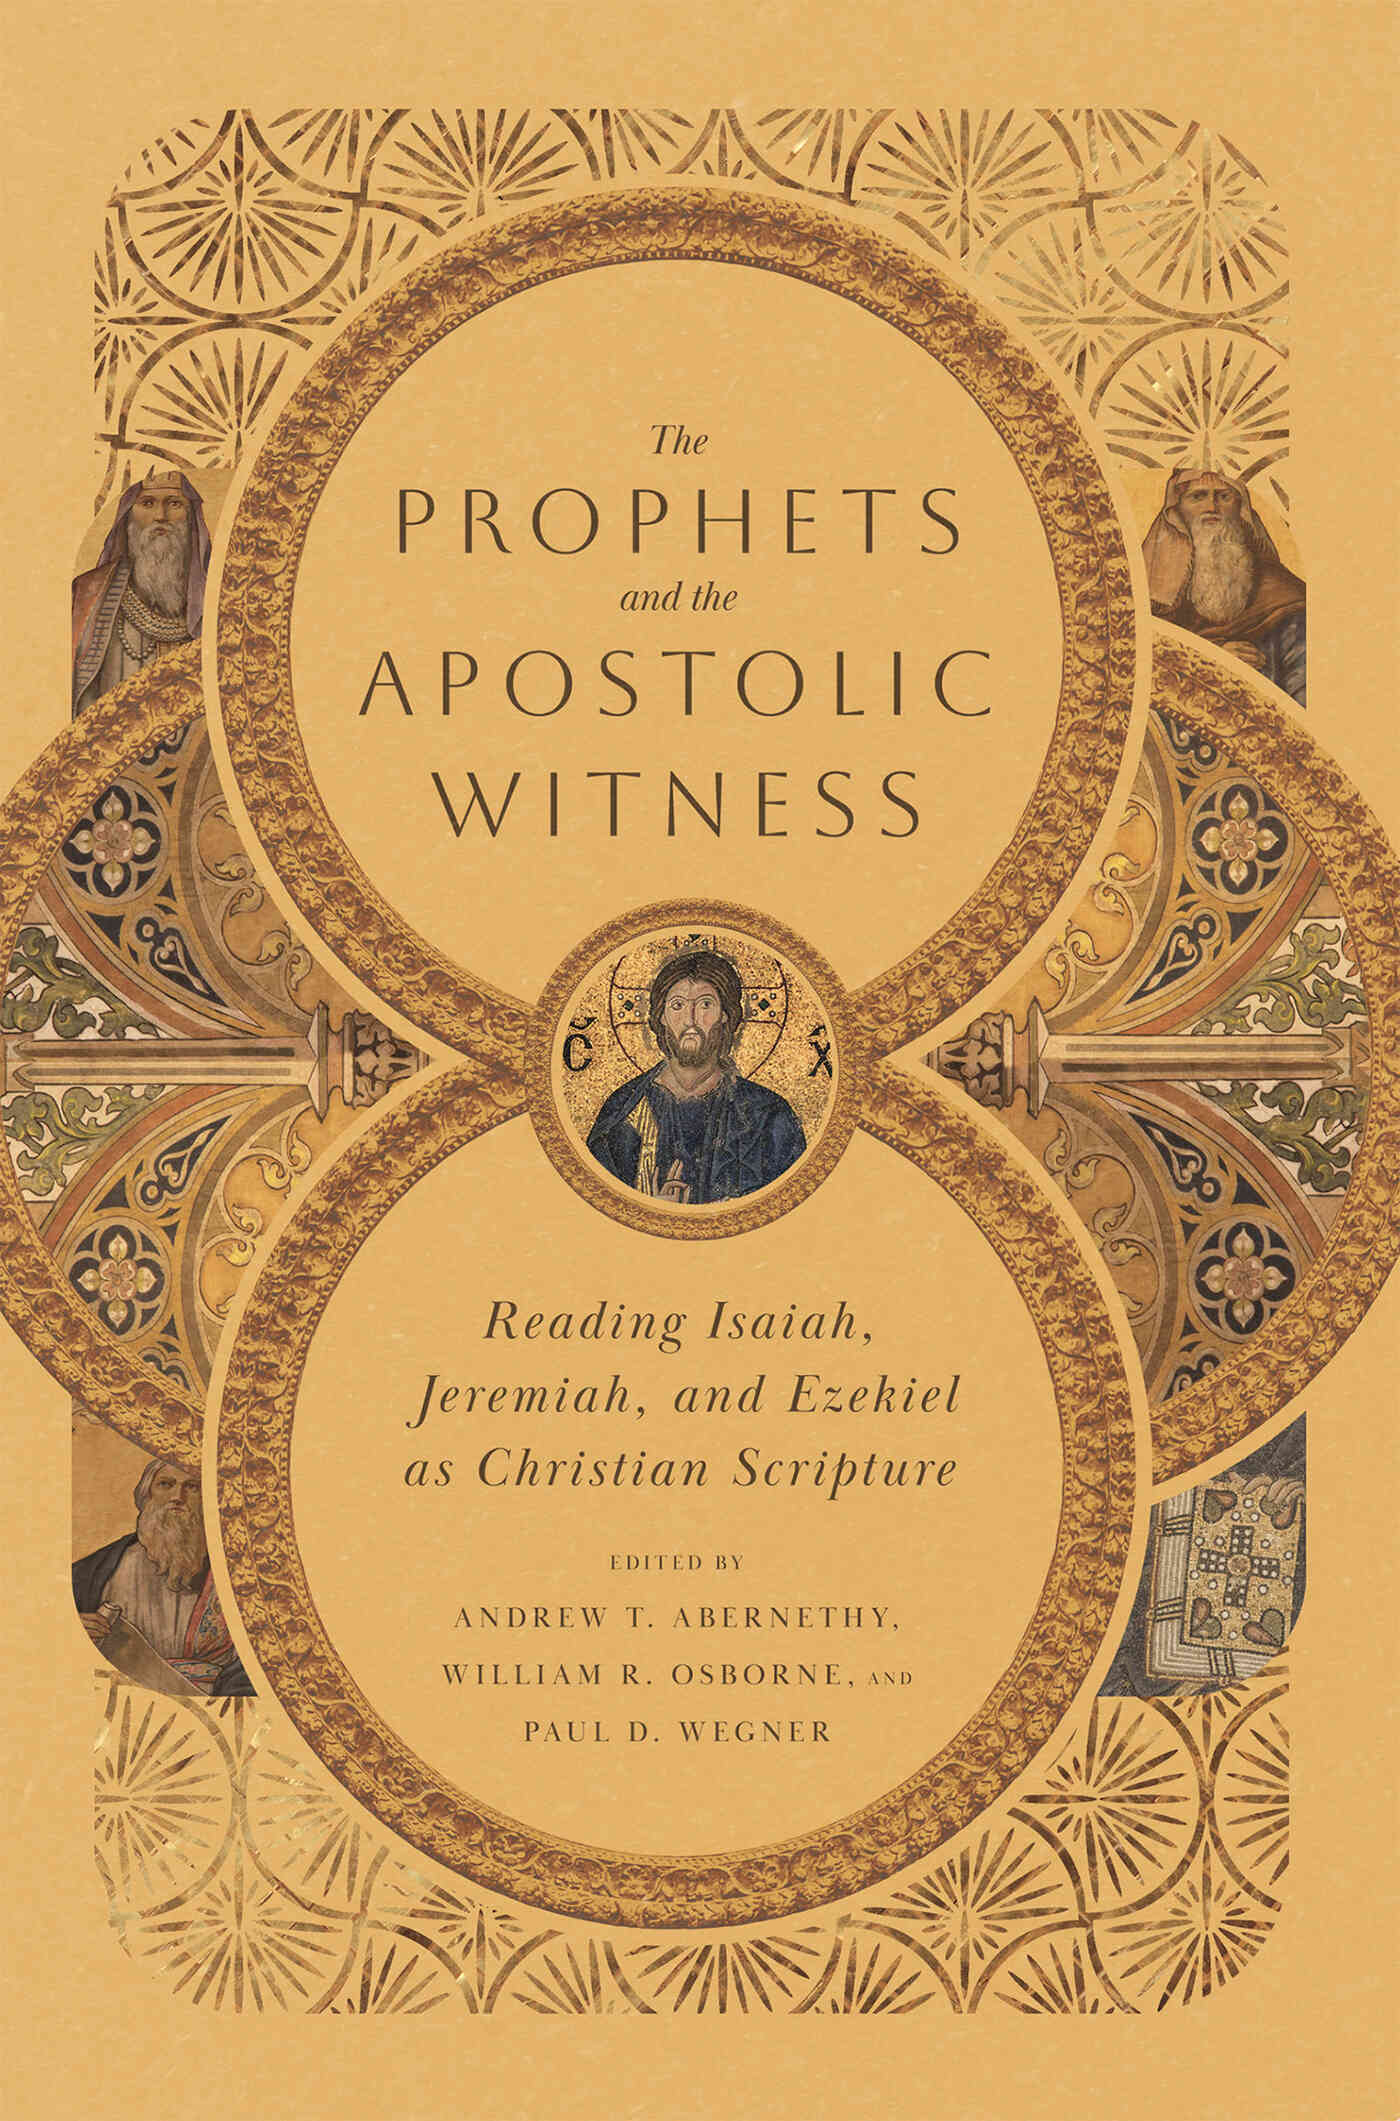 The
PROPHETS
and the
APOSTOLIC
WITNESS
C X
Reading Isaiah,
Jeremiah, and Ezekiel
as Christian Scripture
EDITED BY
ANDREW T. ABERNETHY,
WILLIAM R. OSBORNE, AND
PAUL D. WEGNER